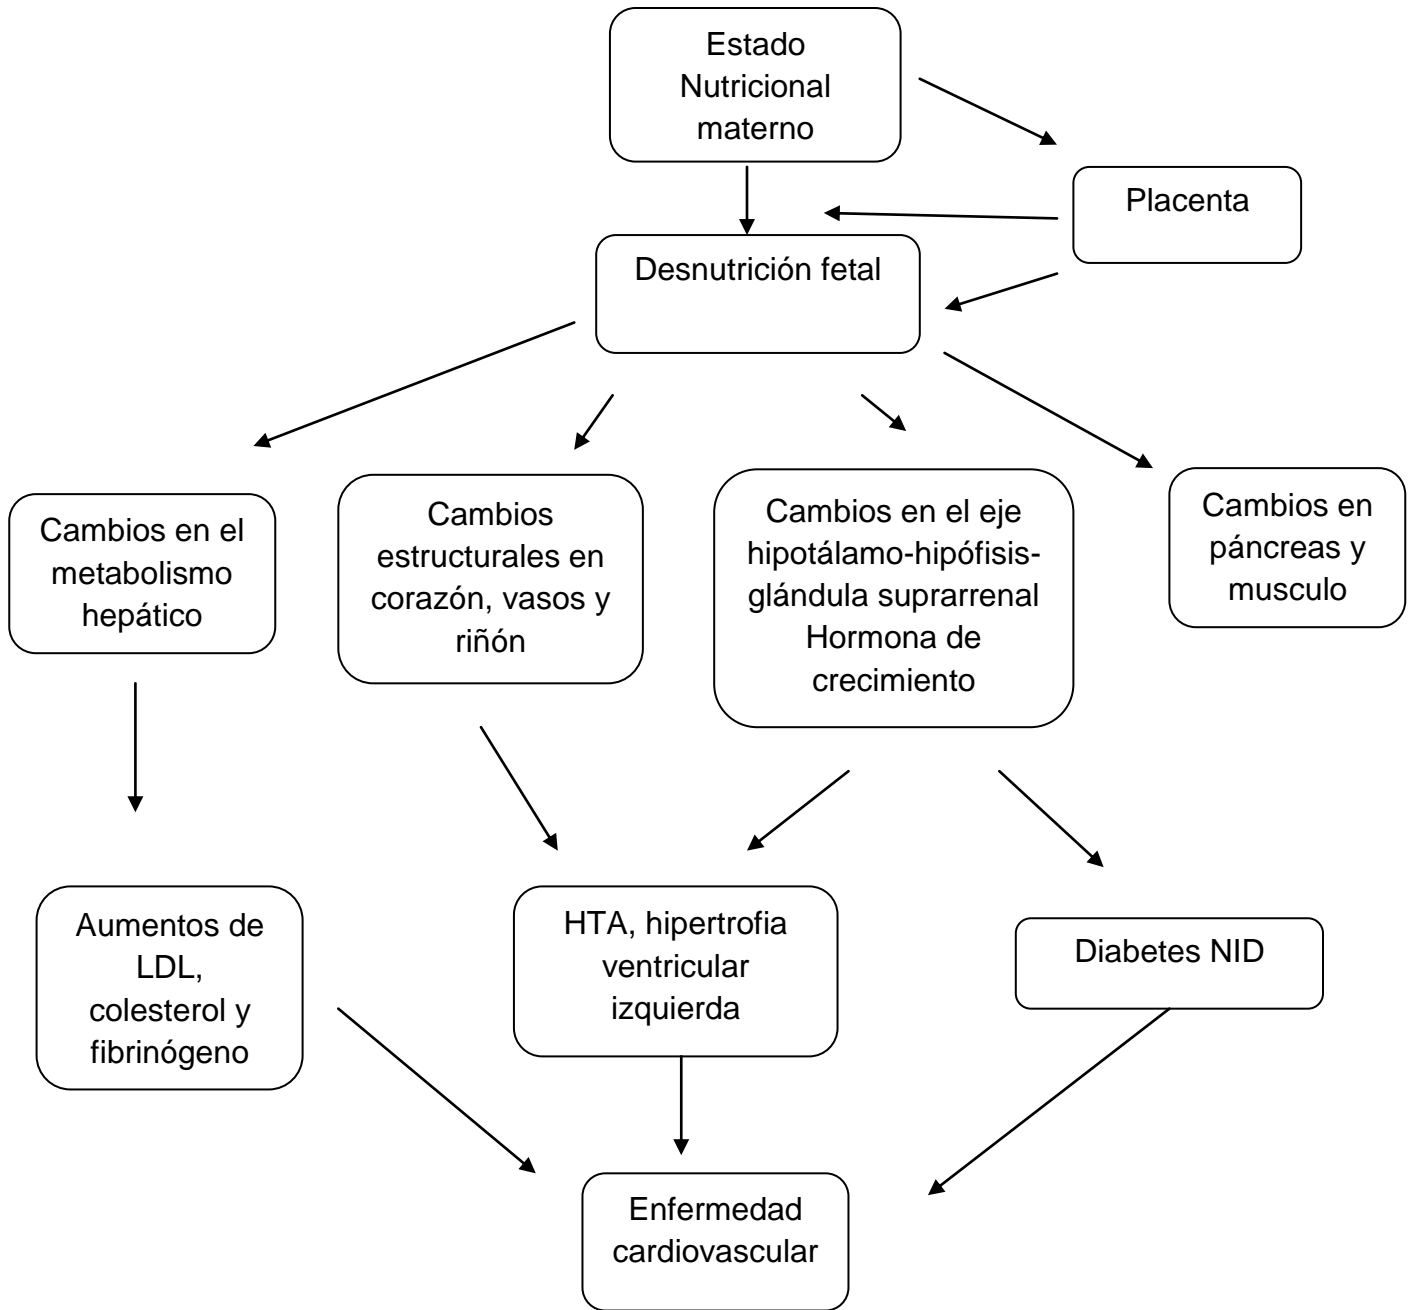 Estado
Nutricional
materno
Placenta
Desnutrición fetal
Cambios en el
metabolismo
hepático
Cambios
estructurales en
corazón, vasos y
riñón
Cambios en el eje
hipotálamo-hipófisis-
glándula suprarrenal
Hormona de
crecimiento
Cambios en
páncreas y
musculo
Aumentos de
LDL,
colesterol y
fibrinógeno
HTA, hipertrofia
ventricular
izquierda
Diabetes NID
Enfermedad
cardiovascular